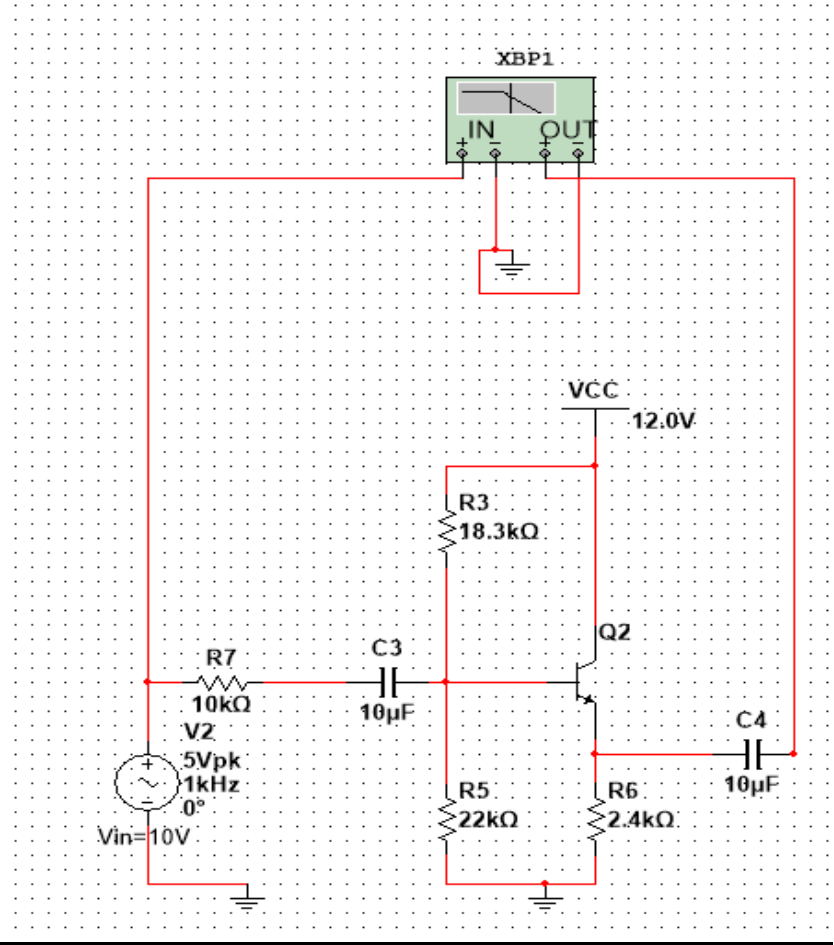 XBP1
IN OUT
+ − + −
VCC
12.0V
R3
18.3kΩ
Q2
C3
10µF
R7
10kΩ
V2
5Vpk
1kHz
0°
Vin=10V
+
−
C4
10µF
R5
22kΩ
R6
2.4kΩ